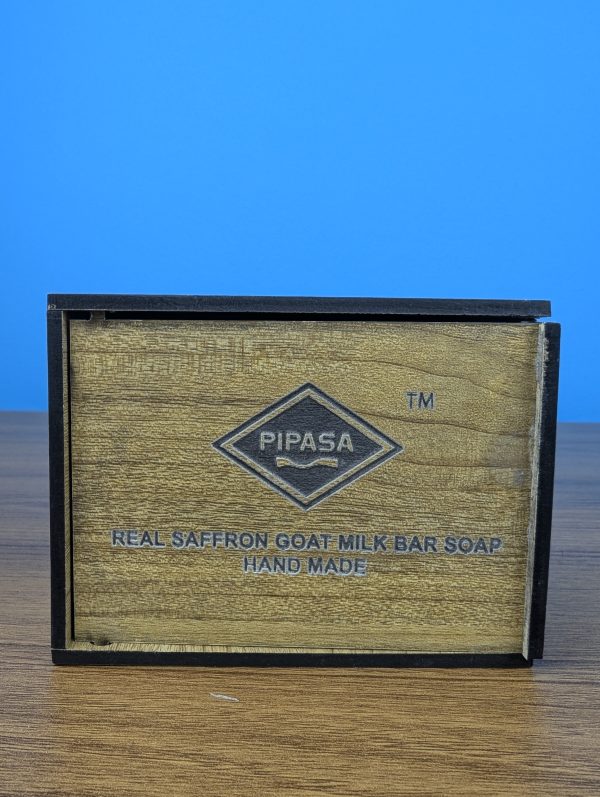 TM
PIPASA
REAL SAFFRON GOAT MILK BAR SOAP
HAND MADE